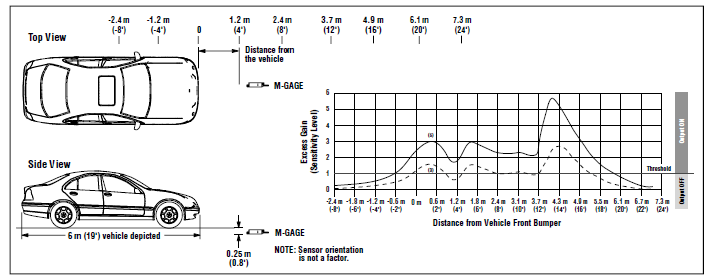 -2.4 m -1.2 m 1.2 m 2.4 m 3.7 m 4.9 m 6.1 m 7.3 m
(-8') (-4') 0 (4') (8') (12') (16') (20') (24')
Top View
Distance from
the vehicle
M-GAGE
Excess Gain
(Sensitivity Level)
6
5
4
3
2
1
0
(5)
(3)
Threshold
Output ON
Output OFF
-2.4 m -1.8 m -1.2 m -0.6 m 0 m 0.6 m 1.2 m 1.8 m 2.4 m 3.1 m 3.7 m 4.3 m 4.9 m 5.5 m 6.1 m 6.7 m 7.3 m
(-8') (-6') (-4') (-2') (2') (4') (6') (8') (10') (12') (14') (16') (18') (20') (22') (24')
Distance from Vehicle Front Bumper
Side View
6 m (19') vehicle depicted
M-GAGE
0.25 m
(0.8')
NOTE: Sensor orientation
is not a factor.